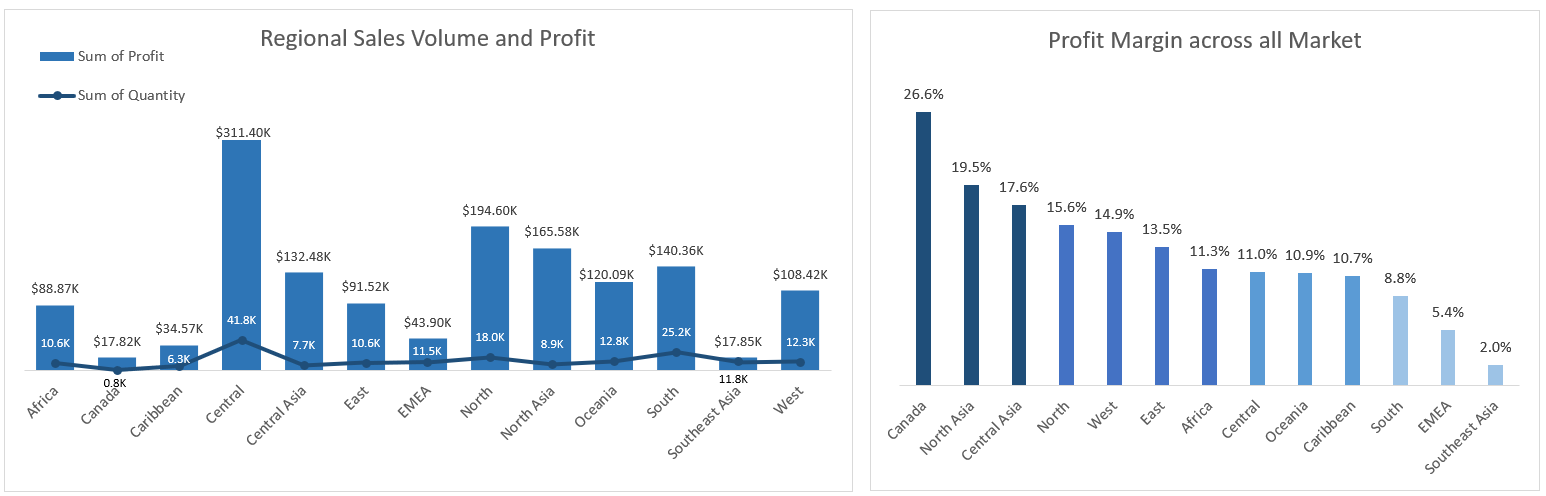 Regional Sales Volume and Profit
Sum of Profit
Sum of Quantity
$311.40K
$194.60K
$165.58K
$140.36K
$132.48K
$120.09K
$108.42K
$88.87K
$91.52K
$43.90K
$34.57K
$17.82K
$17.85K
41.8K
18.0K
25.2K
10.6K
6.3K
7.7K
10.6K
11.5K
8.9K
12.8K
12.3K
0.8K
11.8K
Africa
Canada
Caribbean
Central
Central Asia
East
EMEA
North
North Asia
Oceania
South
Southeast Asia
West
Profit Margin across all Market
26.6%
19.5%
17.6%
15.6%
14.9%
13.5%
11.3%
11.0%
10.9%
10.7%
8.8%
5.4%
2.0%
Canada
North Asia
Central Asia
North
West
East
Africa
Central
Oceania
Caribbean
South
EMEA
Southeast Asia